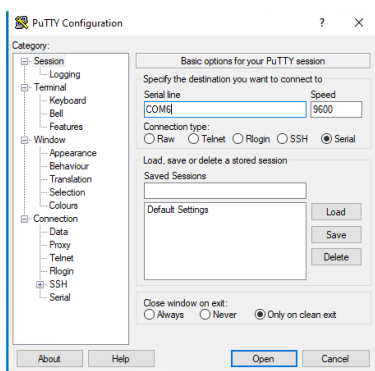 PuTTY Configuration ? ×
Category:
Session
Logging
Terminal
Keyboard
Bell
Features
Window
Appearance
Behaviour
Translation
Selection
Colours
Connection
Data
Proxy
Telnet
Rlogin
SSH
Serial
Basic options for your PuTTY session
Specify the destination you want to connect to
Serial line Speed
COM6 9600
Connection type:
Raw Telnet Rlogin SSH Serial
Load, save or delete a stored session
Saved Sessions
Default Settings
Load
Save
Delete
Close window on exit:
Always Never Only on clean exit
About Help Open Cancel